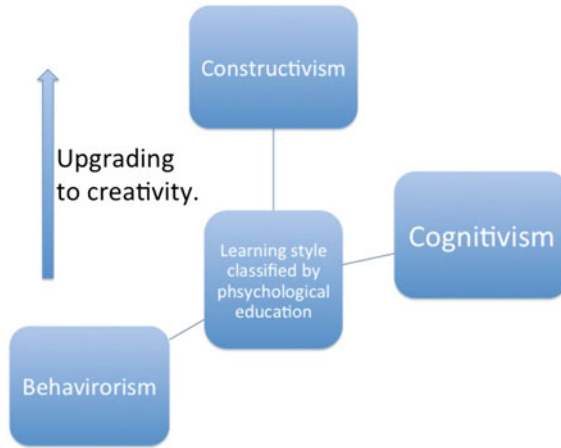 Constructivism
Upgrading
to creativity.
Cognitivism
Learning style
classified by
phsychological
education
Behavirorism